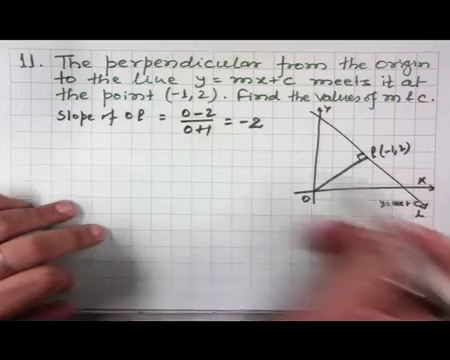 11. The perpendicular from the origin
to the line y = mx+c meets it at
the point (-1, 2). Find the values of m & c.
Slope of OP = 0-2 / 0+1 = -2
Y
P(-1,2)
X
O
y=mx+c
L